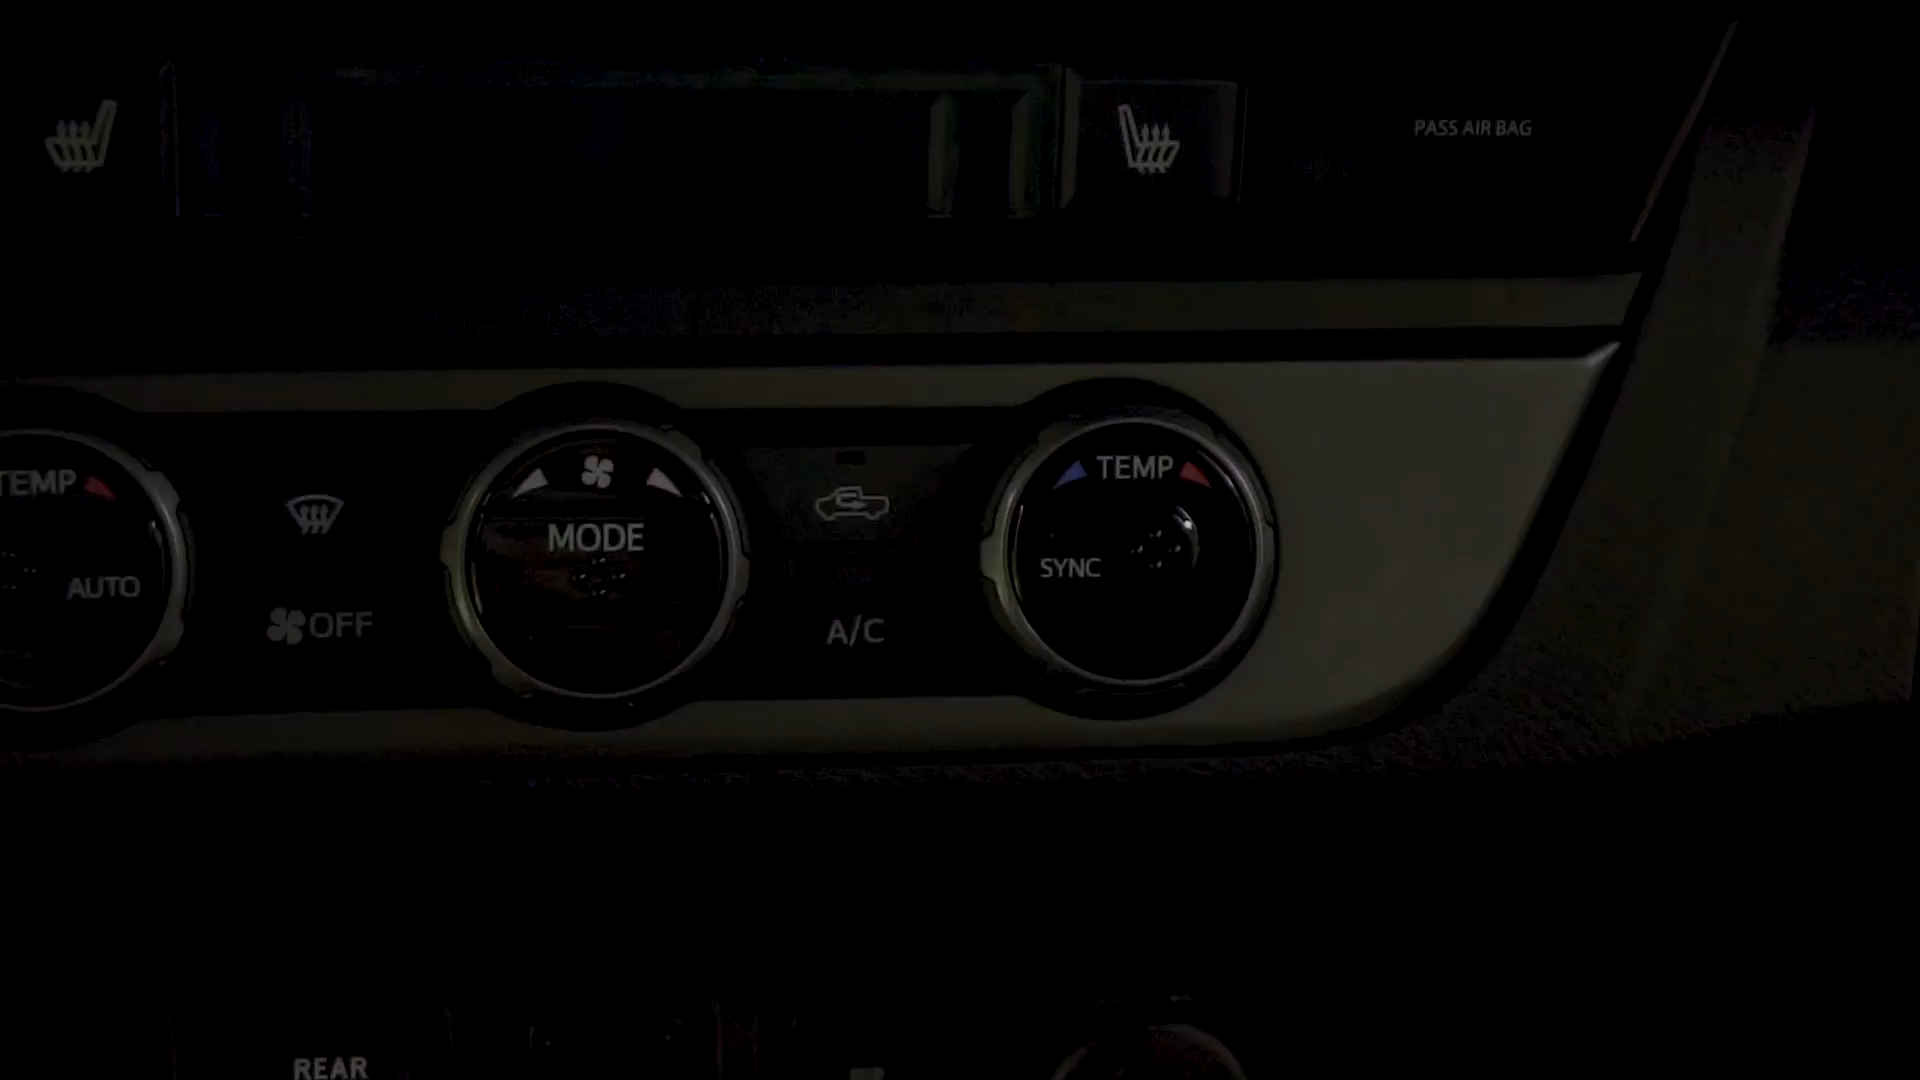 PASS AIR BAG
TEMP
AUTO
OFF
MODE
A/C
TEMP
SYNC
REAR